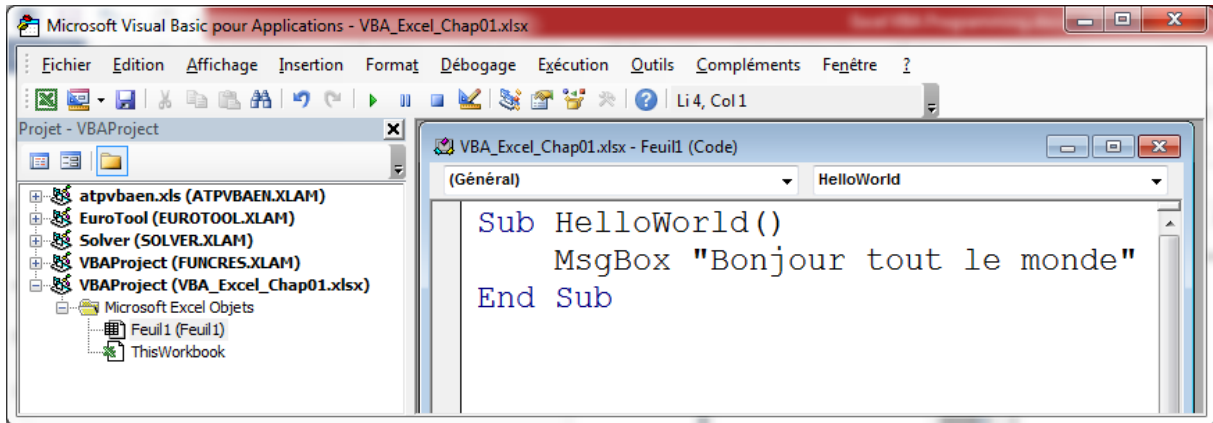 Microsoft Visual Basic pour Applications - VBA_Excel_Chap01.xlsx
Fichier Edition Affichage Insertion Format Débogage Exécution Outils Compléments Fenêtre ?
Li 4, Col 1
Projet - VBAProject
atpvbaen.xls (ATPVBAEN.XLAM)
EuroTool (EUROTOOL.XLAM)
Solver (SOLVER.XLAM)
VBAProject (FUNCRES.XLAM)
VBAProject (VBA_Excel_Chap01.xlsx)
Microsoft Excel Objets
Feuil1 (Feuil1)
ThisWorkbook
VBA_Excel_Chap01.xlsx - Feuil1 (Code)
(Général) HelloWorld
Sub HelloWorld()
MsgBox "Bonjour tout le monde"
End Sub